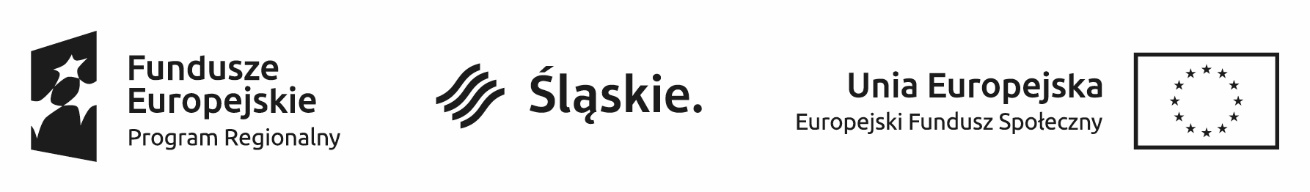 Fundusze
Europejskie
Program Regionalny
Śląskie.
Unia Europejska
Europejski Fundusz Społeczny